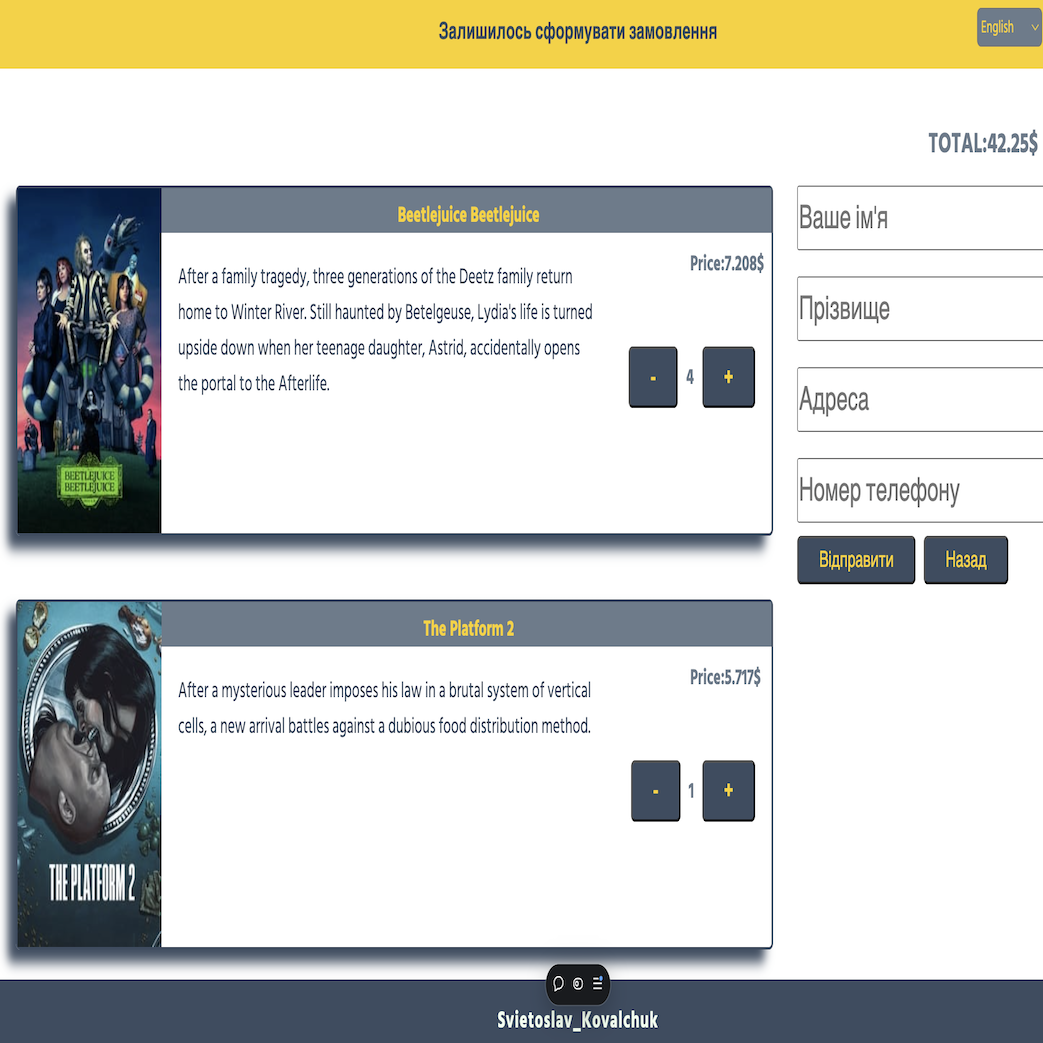 Залишилось сформувати замовлення
English
TOTAL:42.25$
Beetlejuice Beetlejuice
Price:7.208$
After a family tragedy, three generations of the Deetz family return
home to Winter River. Still haunted by Betelgeuse, Lydia's life is turned
upside down when her teenage daughter, Astrid, accidentally opens
the portal to the Afterlife.
- 4 +
BEETLEJUICE
BEETLEJUICE
Ваше ім'я
Прізвище
Адреса
Номер телефону
Відправити
Назад
The Platform 2
Price:5.717$
After a mysterious leader imposes his law in a brutal system of vertical
cells, a new arrival battles against a dubious food distribution method.
- 1 +
THE PLATFORM 2
Svietoslav_Kovalchuk